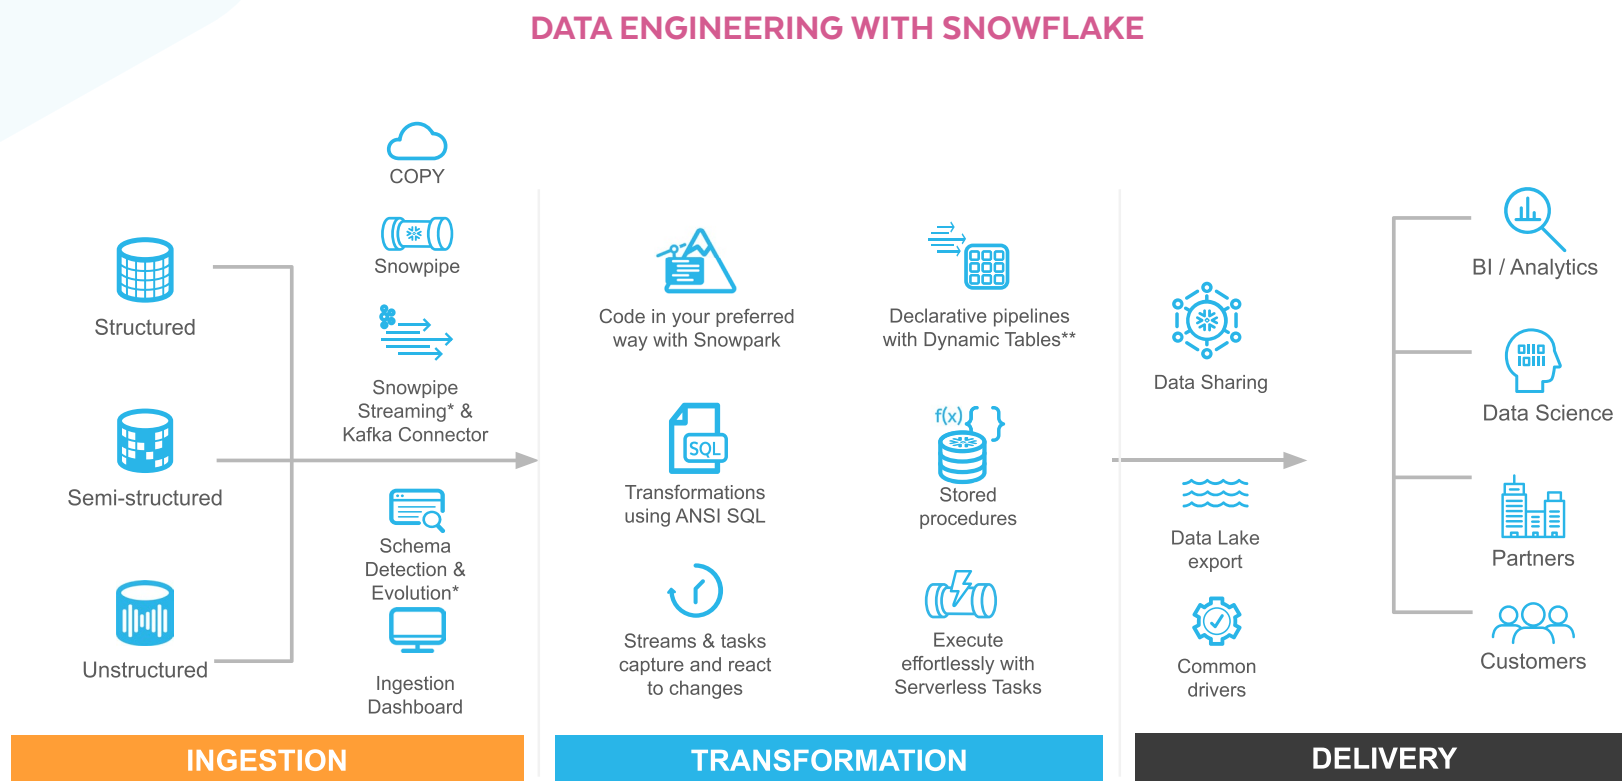 DATA ENGINEERING WITH SNOWFLAKE
Structured
Semi-structured
Unstructured
COPY
Snowpipe
Snowpipe
Streaming* &
Kafka Connector
Schema
Detection &
Evolution*
Ingestion
Dashboard
INGESTION
Code in your preferred
way with Snowpark
Declarative pipelines
with Dynamic Tables**
SQL
Transformations
using ANSI SQL
f(x) { }
Stored
procedures
Streams & tasks
capture and react
to changes
Execute
effortlessly with
Serverless Tasks
TRANSFORMATION
Data Sharing
Data Lake
export
Common
drivers
BI / Analytics
Data Science
Partners
Customers
DELIVERY